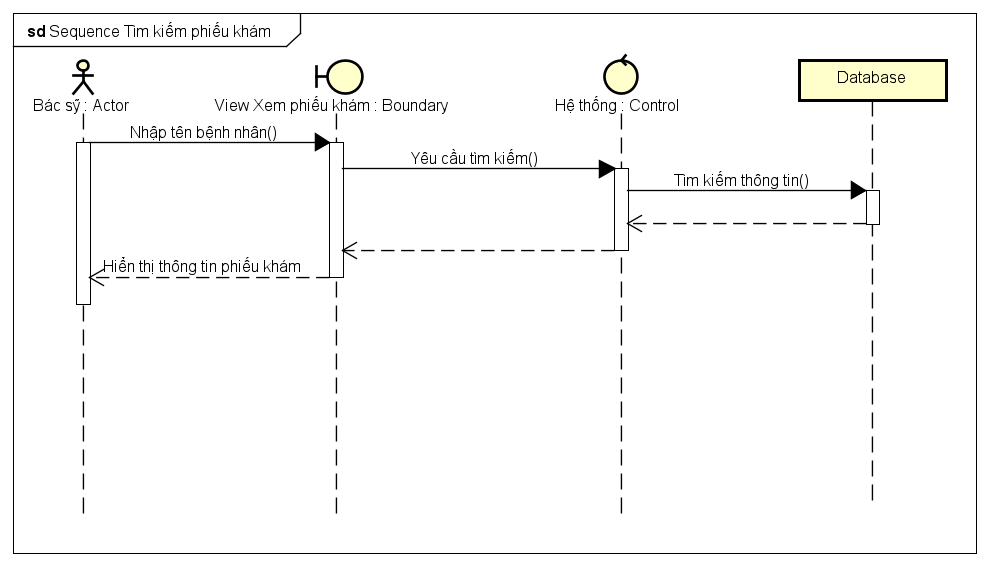 sd Sequence Tìm kiếm phiếu khám
Bác sỹ : Actor
View Xem phiếu khám : Boundary
Hệ thống : Control
Database
Nhập tên bệnh nhân()
Yêu cầu tìm kiếm()
Tìm kiếm thông tin()
Hiển thị thông tin phiếu khám